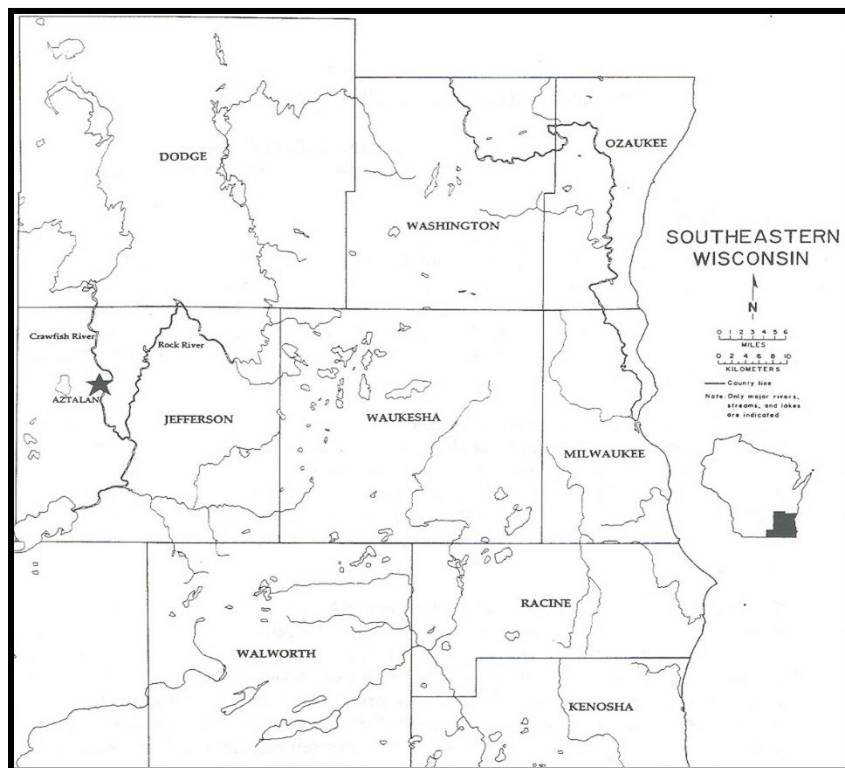 DODGE
OZAUKEE
WASHINGTON
SOUTHEASTERN
WISCONSIN
N
0 1 2 3 4 5 6
MILES
0 2 4 6 8 10
KILOMETERS
County line
Note: Only major rivers,
streams, and lakes
are indicated
Crawfish River
Rock River
AZTALAN
JEFFERSON
WAUKESHA
MILWAUKEE
RACINE
WALWORTH
KENOSHA